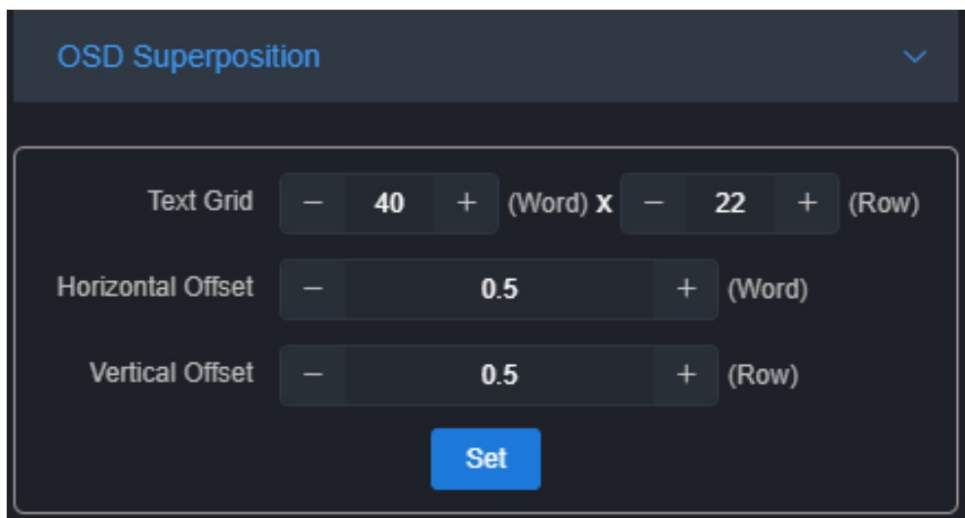 OSD Superposition
Text Grid − 40 + (Word) X − 22 + (Row)
Horizontal Offset − 0.5 + (Word)
Vertical Offset − 0.5 + (Row)
Set